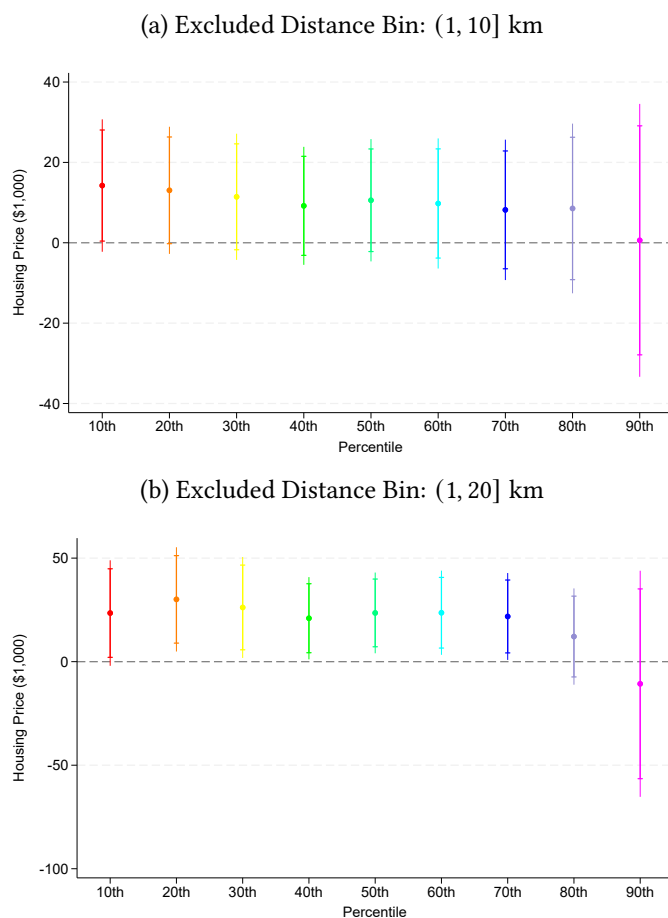 (a) Excluded Distance Bin: (1, 10] km
Housing Price ($1,000)
40
20
0
-20
-40
10th 20th 30th 40th 50th 60th 70th 80th 90th
Percentile
(b) Excluded Distance Bin: (1, 20] km
Housing Price ($1,000)
50
0
-50
-100
10th 20th 30th 40th 50th 60th 70th 80th 90th
Percentile